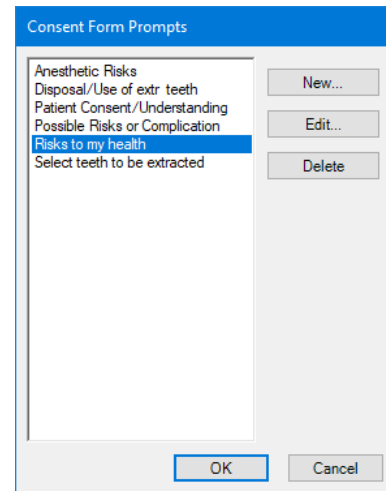 Consent Form Prompts
Anesthetic Risks
Disposal/Use of extr teeth
Patient Consent/Understanding
Possible Risks or Complication
Risks to my health
Select teeth to be extracted
New...
Edit...
Delete
OK
Cancel